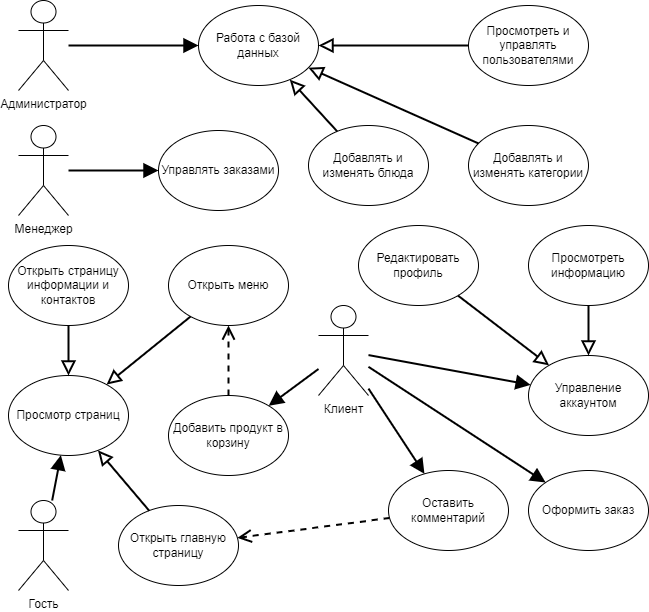 Работа с базой
данных
Просмотреть и
управлять
пользователями
Администратор
Управлять заказами
Добавлять и
изменять блюда
Добавлять и
изменять категории
Менеджер
Открыть страницу
информации и
контактов
Открыть меню
Редактировать
профиль
Просмотреть
информацию
Просмотр страниц
Добавить продукт в
корзину
Клиент
Управление
аккаунтом
Открыть главную
страницу
Оставить
комментарий
Оформить заказ
Гость